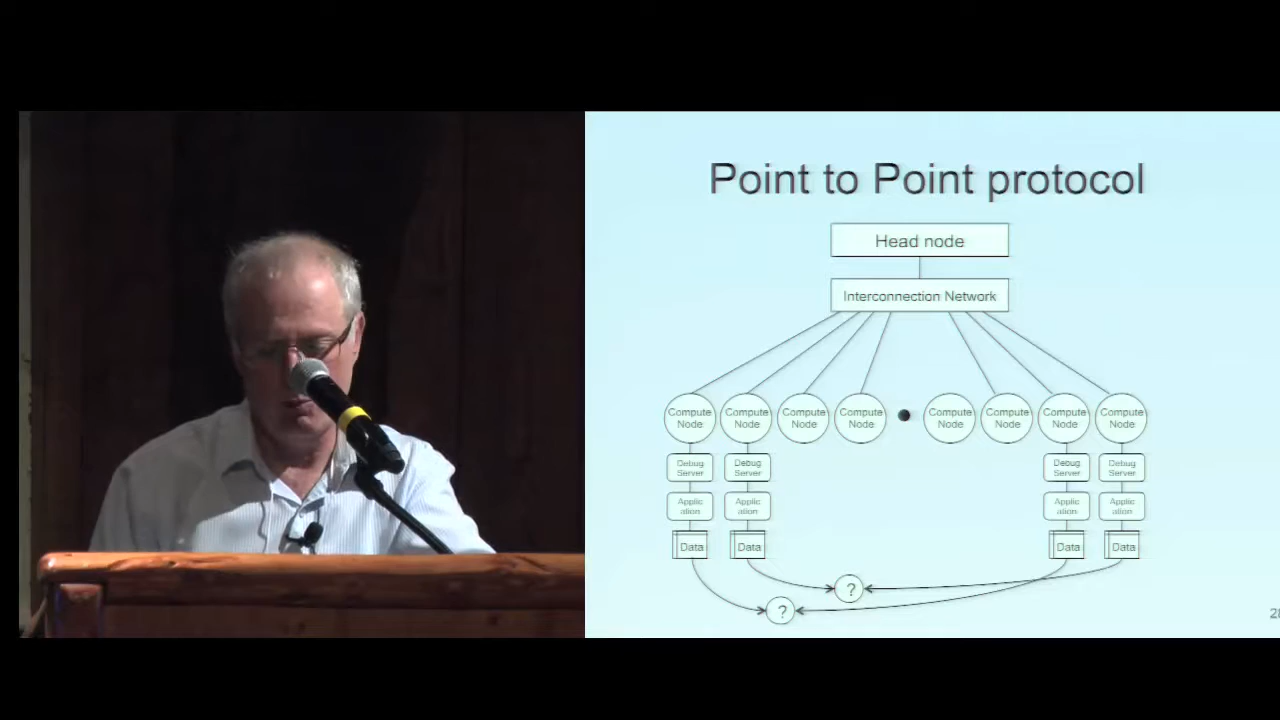 Point to Point protocol
Head node
Interconnection Network
Compute Node
Compute Node
Compute Node
Compute Node
Compute Node
Compute Node
Compute Node
Compute Node
Debug Server
Debug Server
Debug Server
Debug Server
Applic ation
Applic ation
Applic ation
Applic ation
Data
Data
Data
Data
?
?